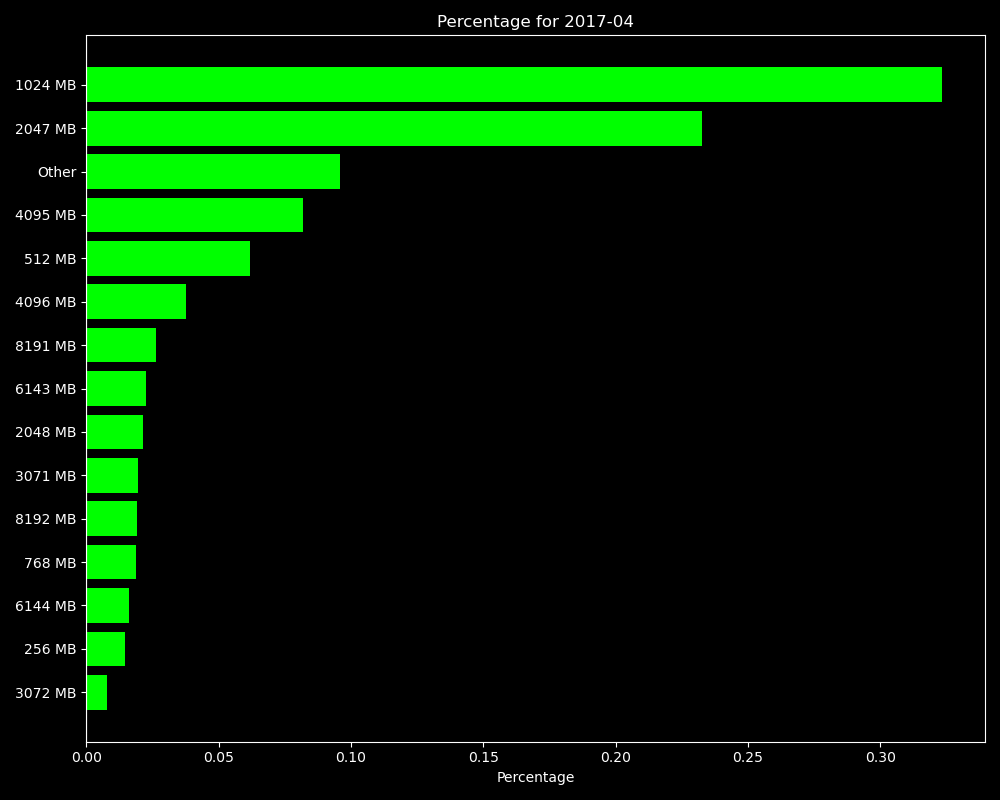 Percentage for 2017-04
1024 MB
2047 MB
Other
4095 MB
512 MB
4096 MB
8191 MB
6143 MB
2048 MB
3071 MB
8192 MB
768 MB
6144 MB
256 MB
3072 MB
0.00 0.05 0.10 0.15 0.20 0.25 0.30
Percentage